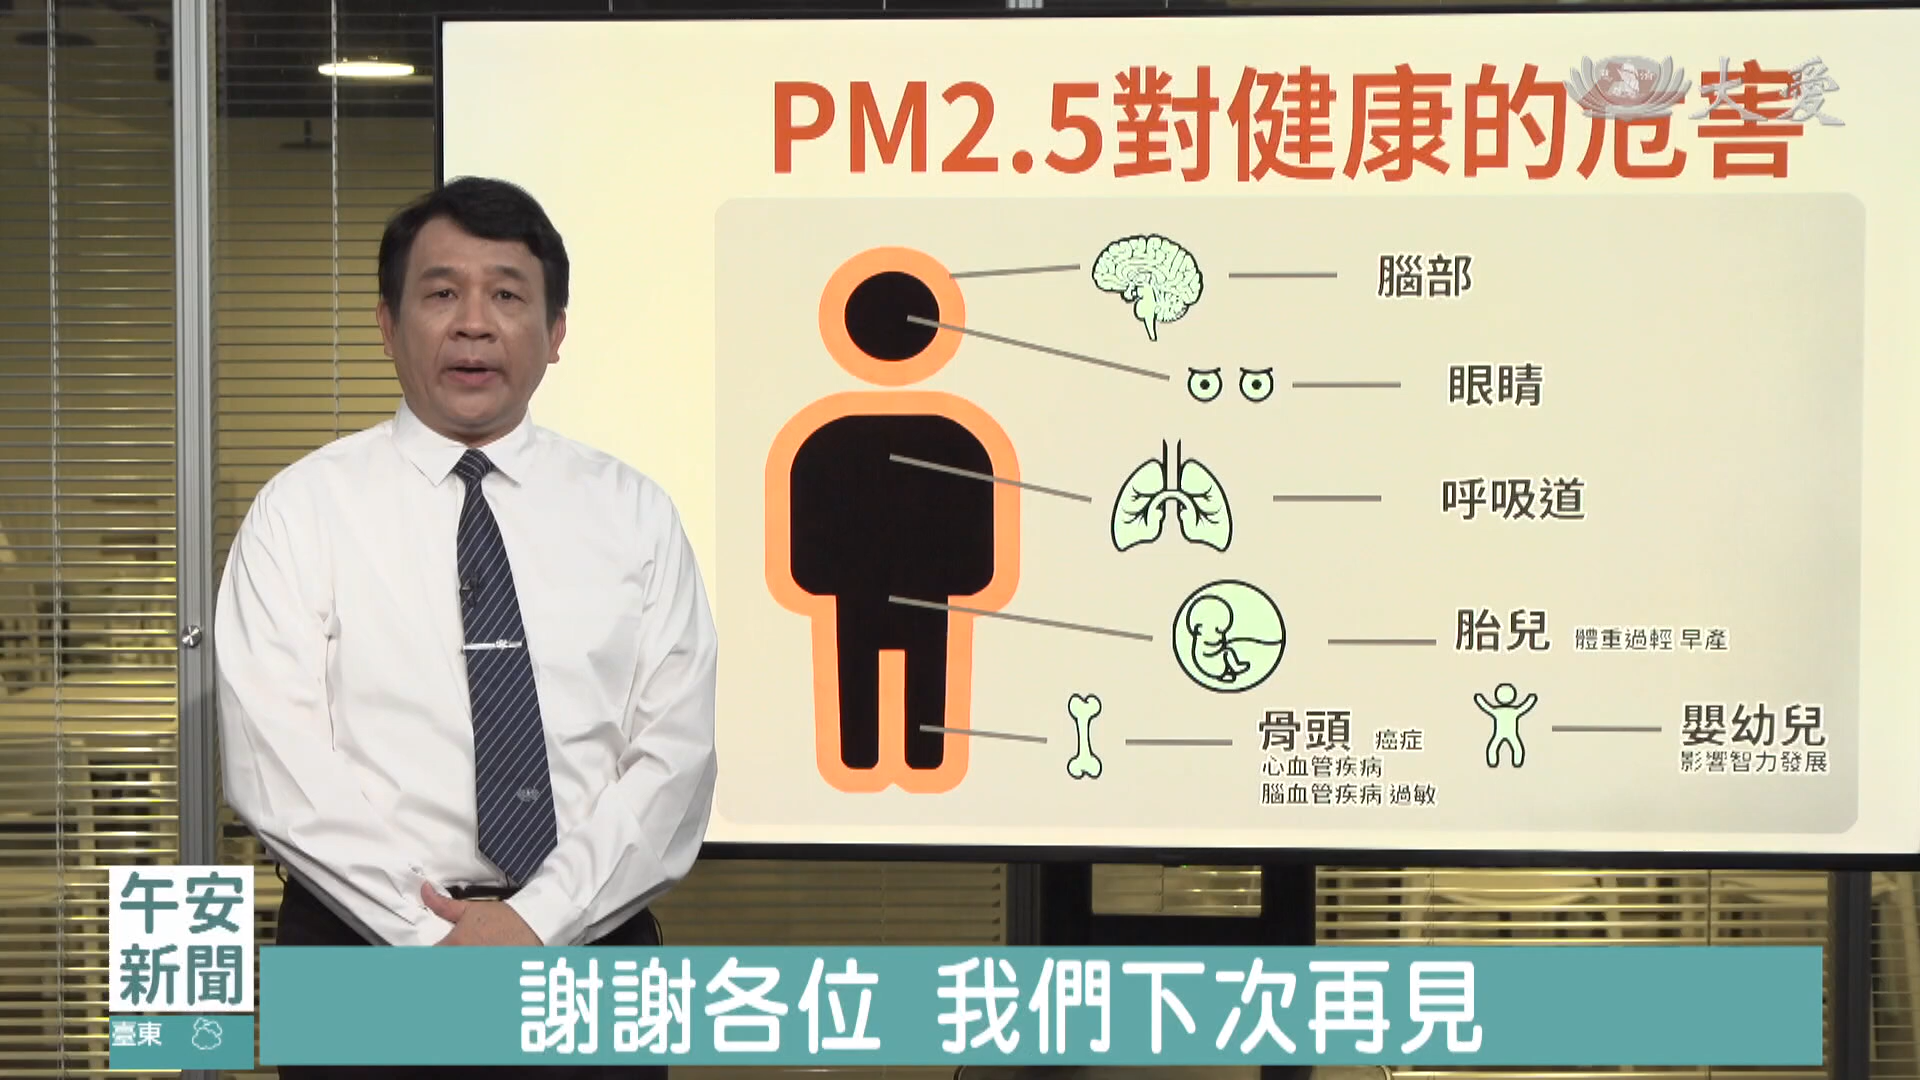 PM2.5對健康的危害
大愛
腦部
眼睛
呼吸道
胎兒 體重過輕 早產
骨頭 癌症
心血管疾病
腦血管疾病 過敏
嬰幼兒
影響智力發展
午安
新聞
臺東
謝謝各位 我們下次再見